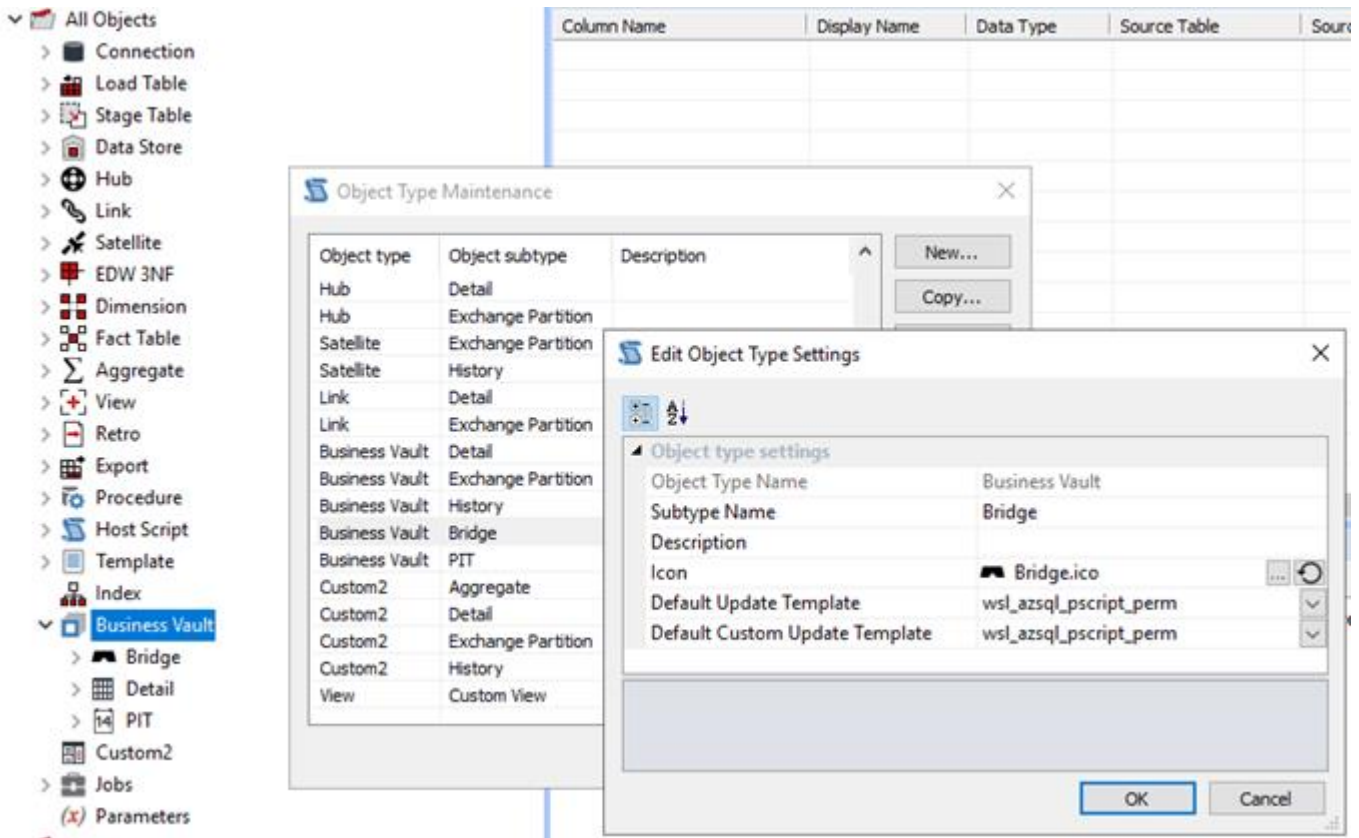 All Objects
Connection
Load Table
Stage Table
Data Store
Hub
Link
Satellite
EDW 3NF
Dimension
Fact Table
Aggregate
View
Retro
Export
Procedure
Host Script
Template
Index
Business Vault
Bridge
Detail
14 PIT
Custom2
Jobs
(x) Parameters
Column Name Display Name Data Type Source Table
Object Type Maintenance
Object type Object subtype Description
Hub Detail
Hub Exchange Partition
Satellite Exchange Partition
Satellite History
Link Detail
Link Exchange Partition
Business Vault Detail
Business Vault Exchange Partition
Business Vault History
Business Vault Bridge
Business Vault PIT
Custom2 Aggregate
Custom2 Detail
Custom2 Exchange Partition
Custom2 History
View Custom View
New...
Copy...
Edit Object Type Settings
Object type settings
Object Type Name Business Vault
Subtype Name Bridge
Description
Icon Bridge.ico ...
Default Update Template wsl_azsql_pscript_perm
Default Custom Update Template wsl_azsql_pscript_perm
OK Cancel